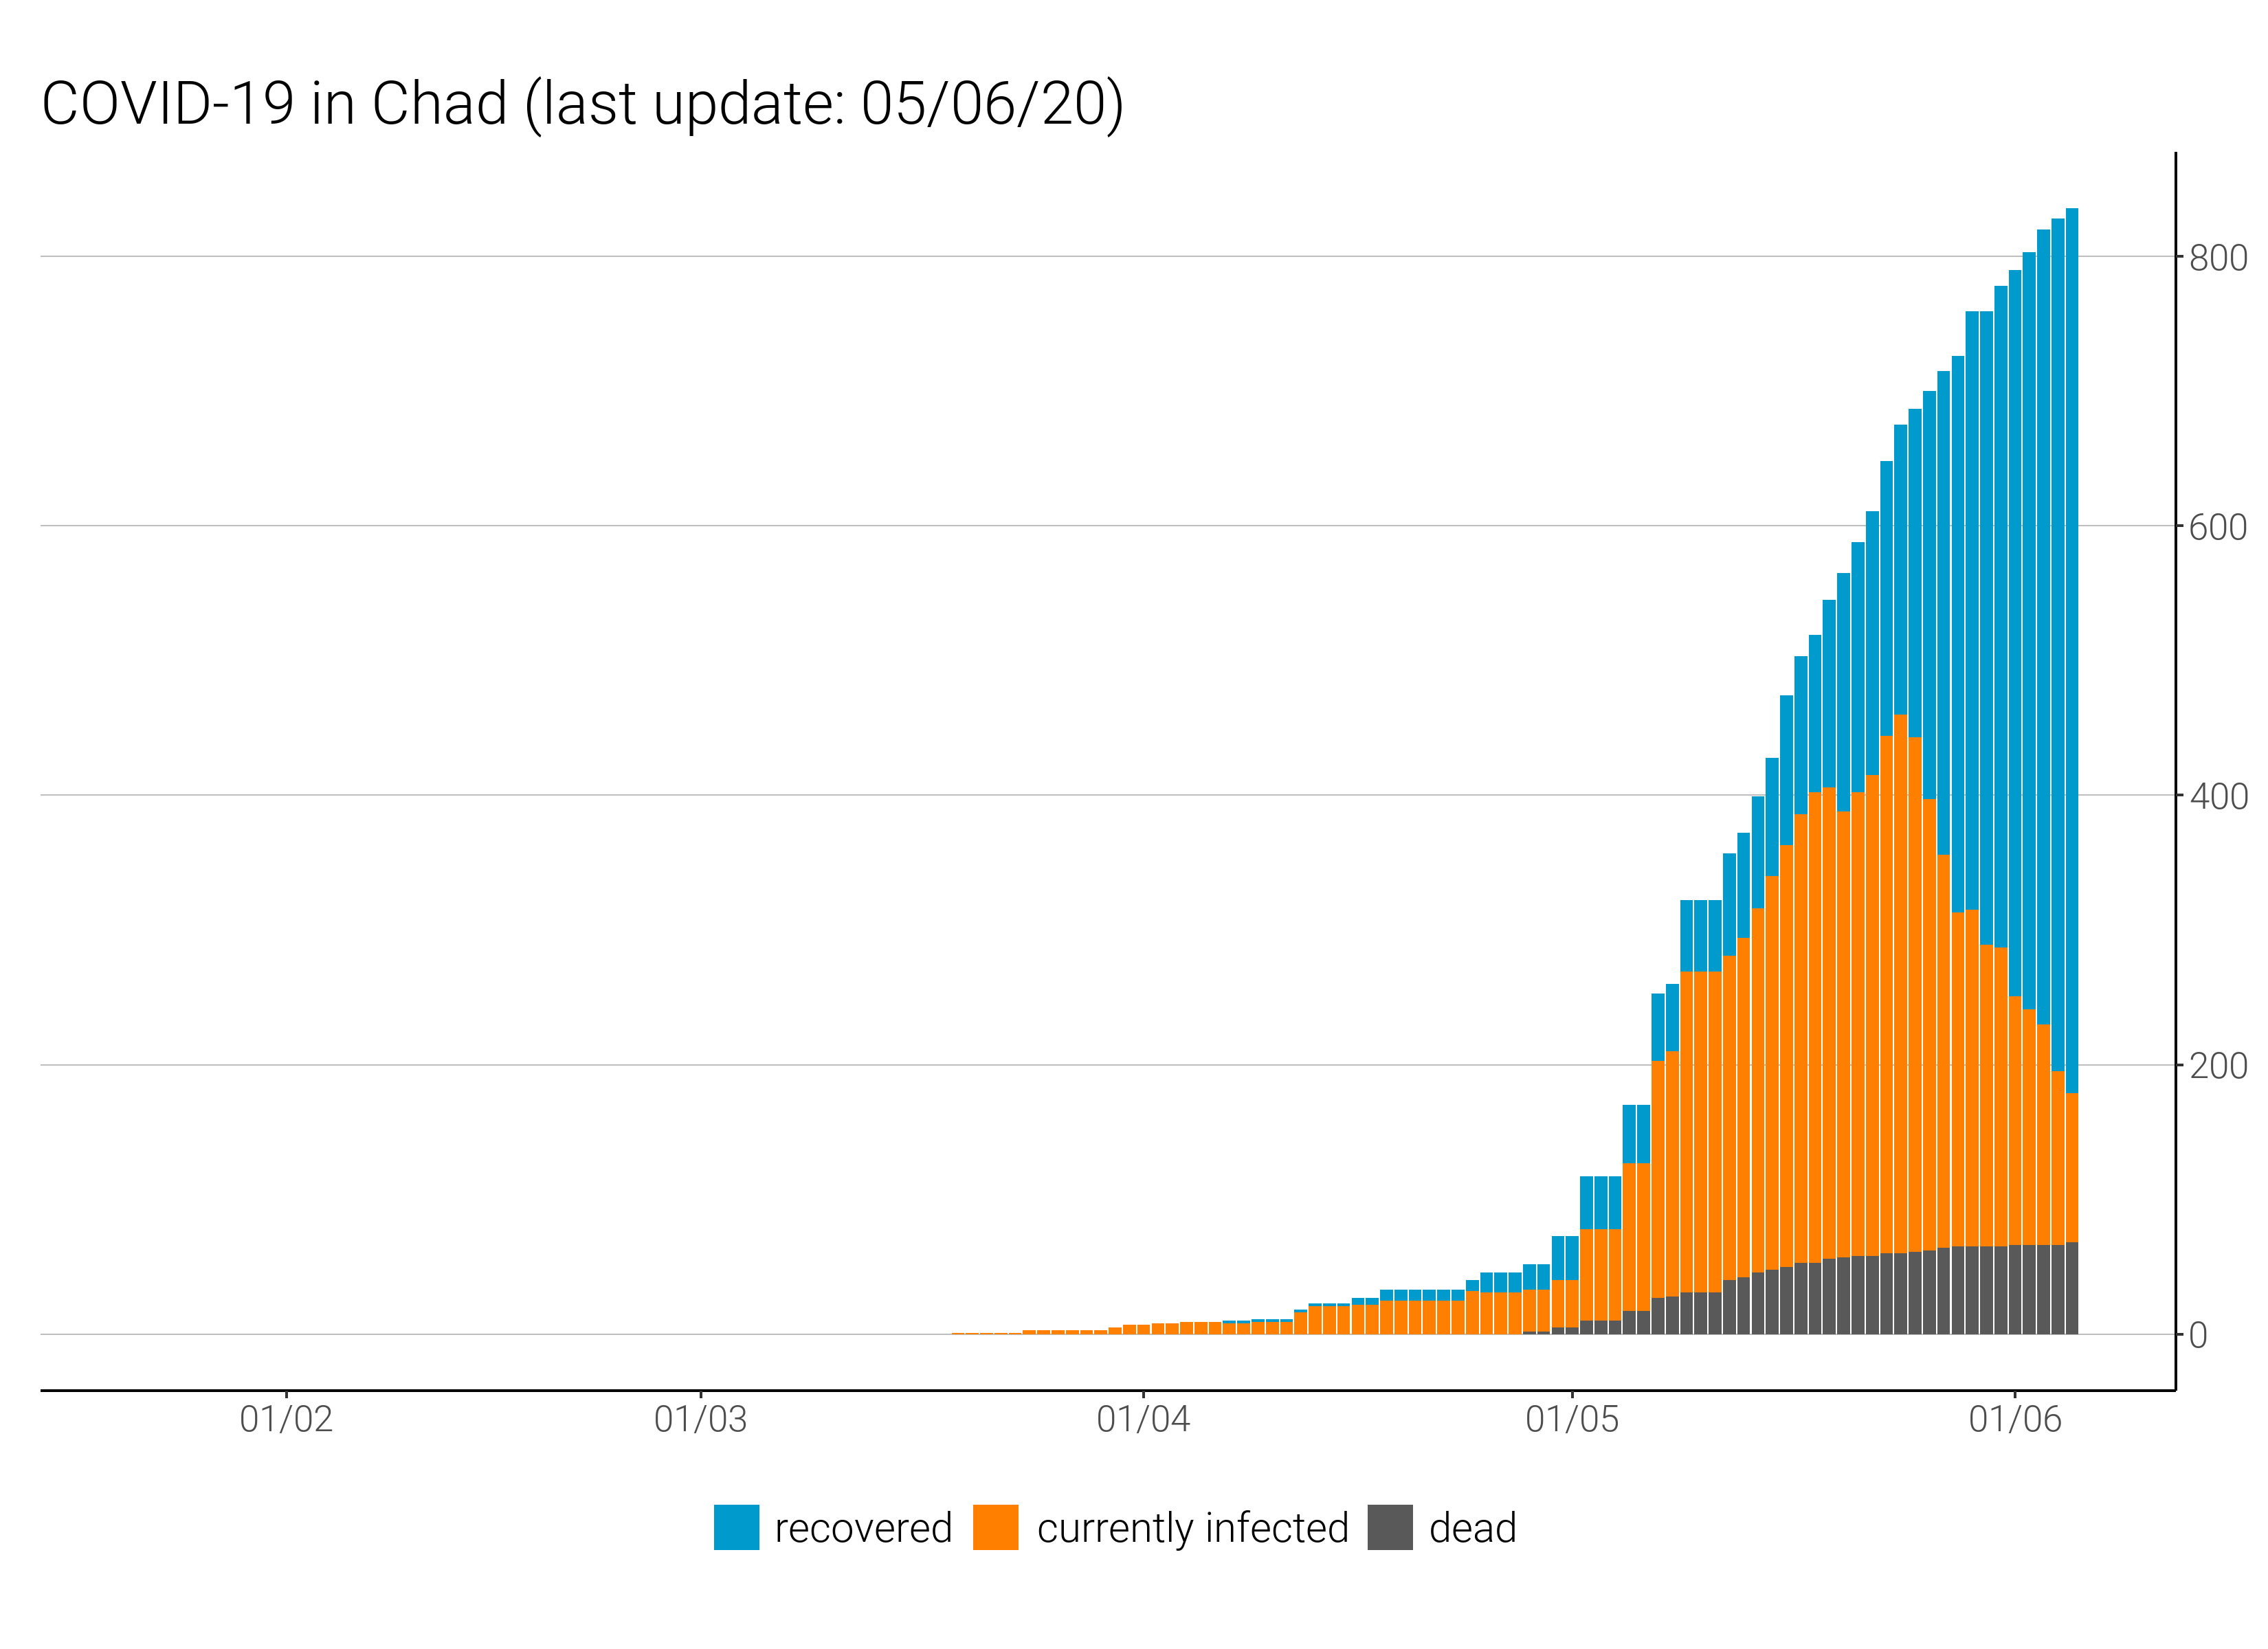 COVID-19 in Chad (last update: 05/06/20)
800
600
400
200
0
01/02 01/03 01/04 01/05 01/06
recovered currently infected dead